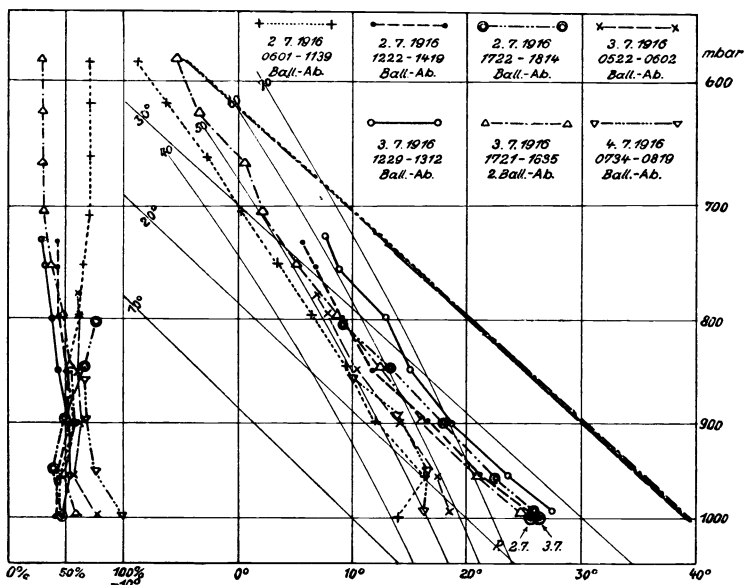 2. 7. 1916
0601-1139
Ball.-Ab.
2. 7. 1916
1222-1419
Ball.-Ab.
2. 7. 1916
1722-1814
Ball.-Ab.
3. 7. 1916
0522-0602
Ball.-Ab.
mbar
3. 7. 1916
1229-1312
Ball.-Ab.
3. 7. 1916
1721-1635
2. Ball.-Ab.
4. 7. 1916
0734-0819
Ball.-Ab.
600
700
800
900
1000
70
60
50
40
30°
20°
10°
2.7.
3.7.
0%
50%
100%
-10°
0°
10°
20°
30°
40°